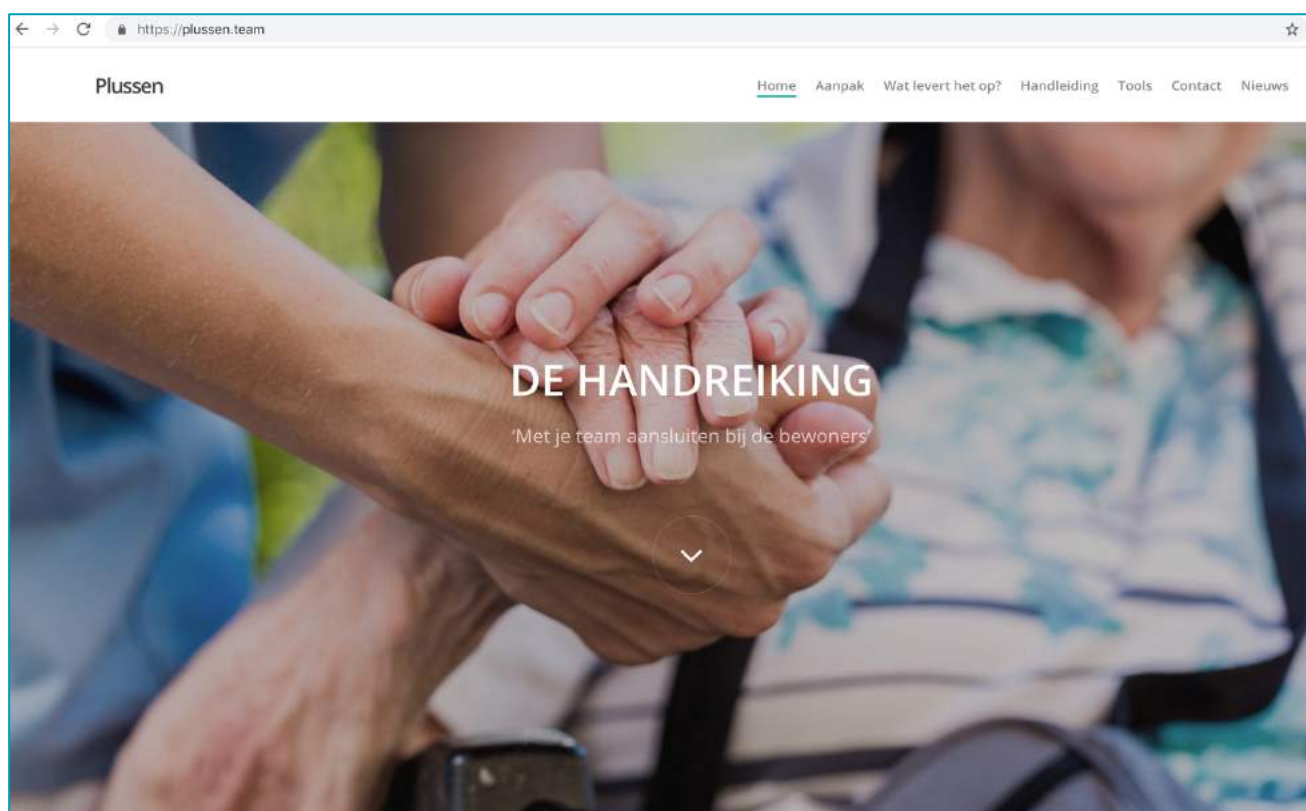 https://plussen.team
Plussen
Home Aanpak Wat levert het op? Handleiding Tools Contact Nieuws
DE HANDREIKING
‘Met je team aansluiten bij de bewoners’